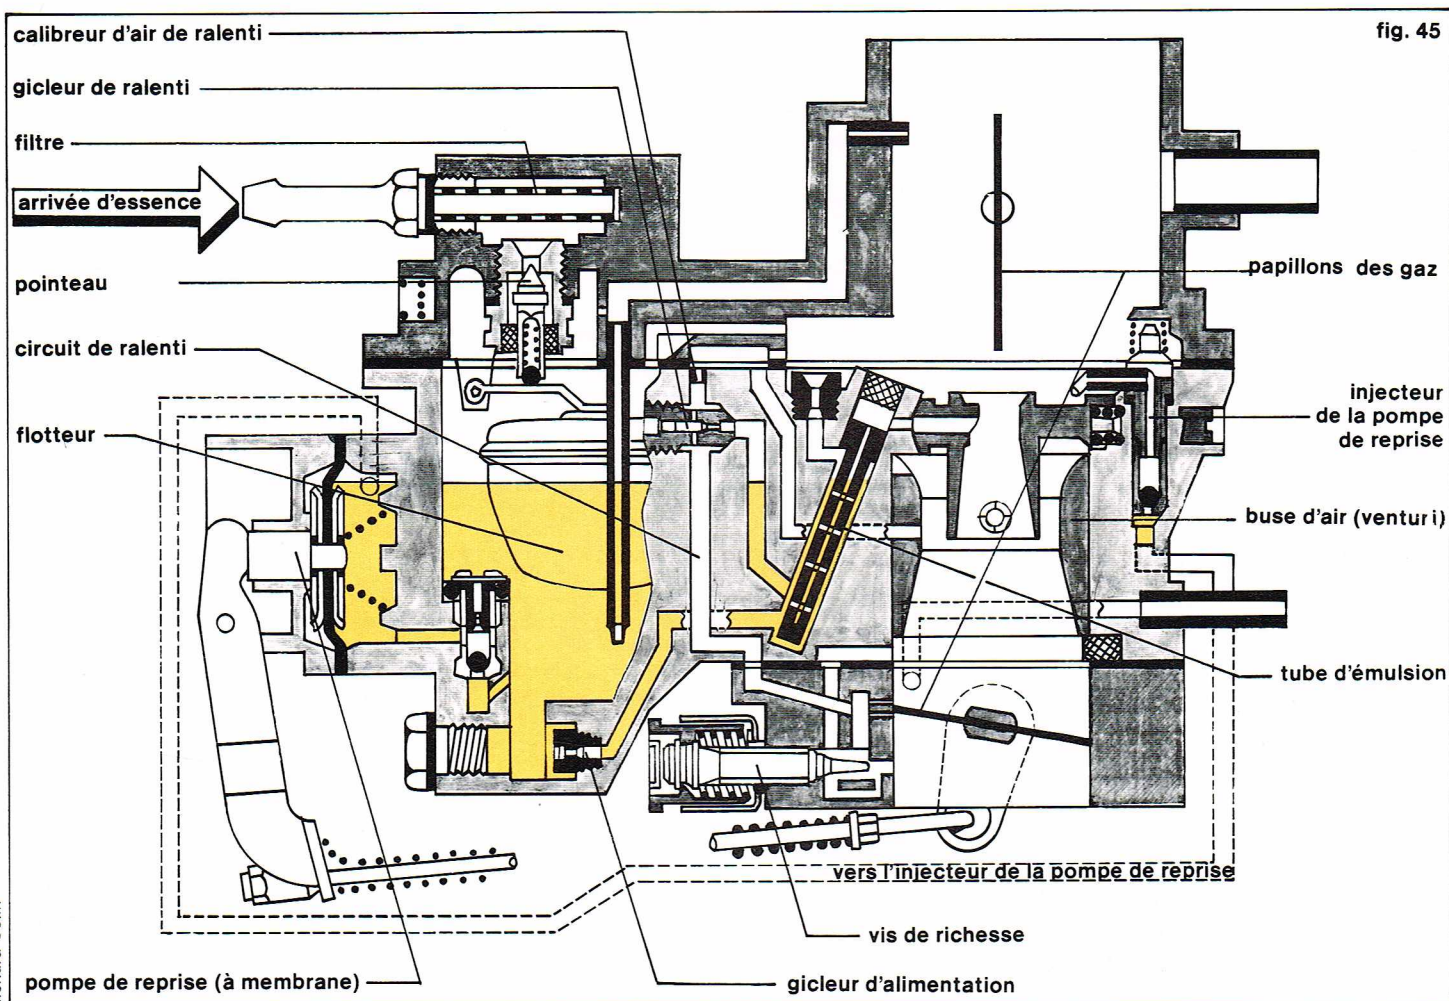 fig. 45
calibreur d'air de ralenti
gicleur de ralenti
filtre
arrivée d'essence
pointeau
papillons des gaz
circuit de ralenti
injecteur
de la pompe
de reprise
flotteur
buse d'air (venturi)
tube d'émulsion
vers l'injecteur de la pompe de reprise
vis de richesse
pompe de reprise (à membrane)
gicleur d'alimentation